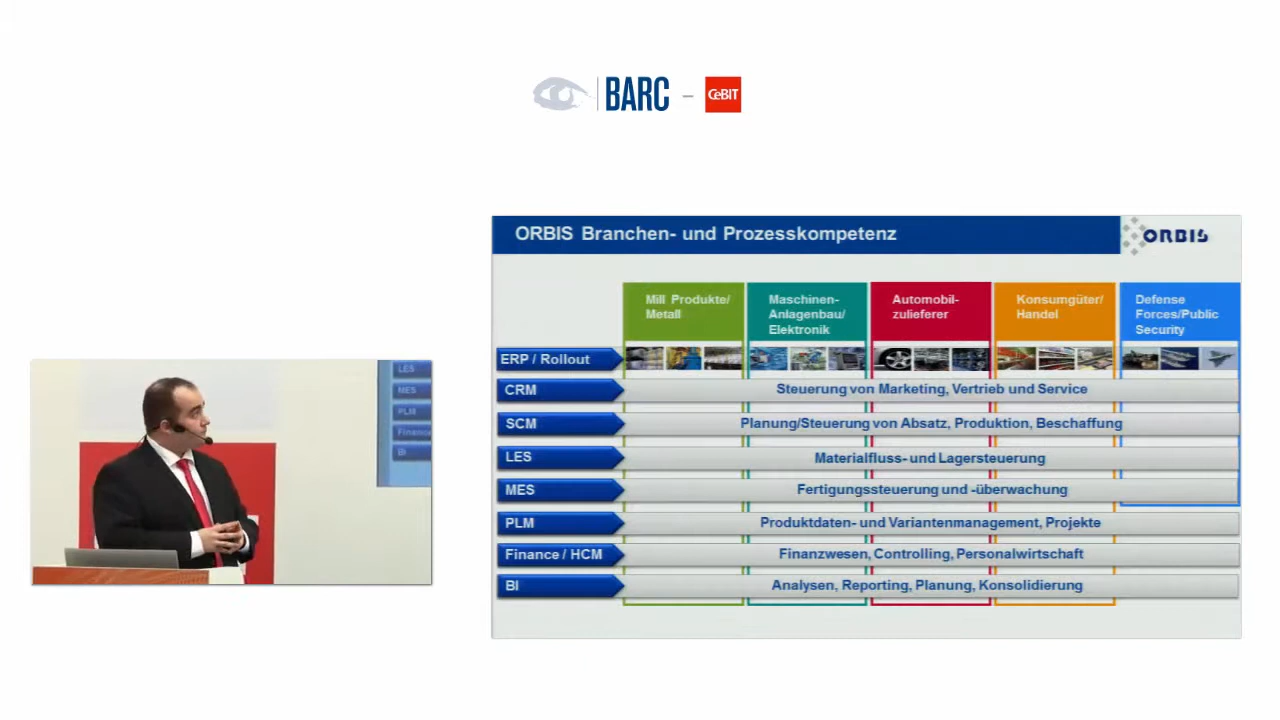 BARC – CeBIT
ORBIS Branchen- und Prozesskompetenz
ORBIS
Mill Produkte/
Metall
Maschinen-
Anlagenbau/
Elektronik
Automobil-
zulieferer
Konsumgüter/
Handel
Defense
Forces/Public
Security
ERP / Rollout
CRM
Steuerung von Marketing, Vertrieb und Service
SCM
Planung/Steuerung von Absatz, Produktion, Beschaffung
LES
Materialfluss- und Lagersteuerung
MES
Fertigungssteuerung und -überwachung
PLM
Produktdaten- und Variantenmanagement, Projekte
Finance / HCM
Finanzwesen, Controlling, Personalwirtschaft
BI
Analysen, Reporting, Planung, Konsolidierung
LES
MES
PLM
Finance
BI